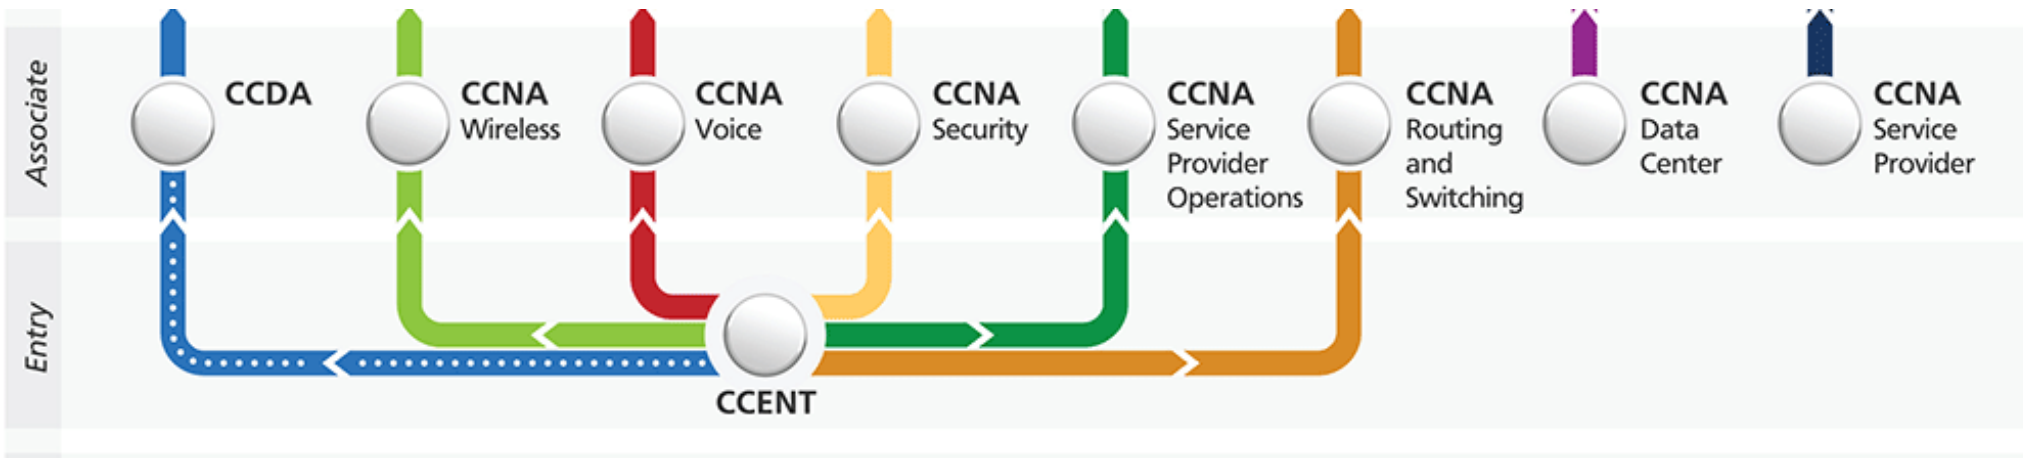 Associate
CCDA
CCNA
Wireless
CCNA
Voice
CCNA
Security
CCNA
Service
Provider
Operations
CCNA
Routing
and
Switching
CCNA
Data
Center
CCNA
Service
Provider
Entry
CCENT